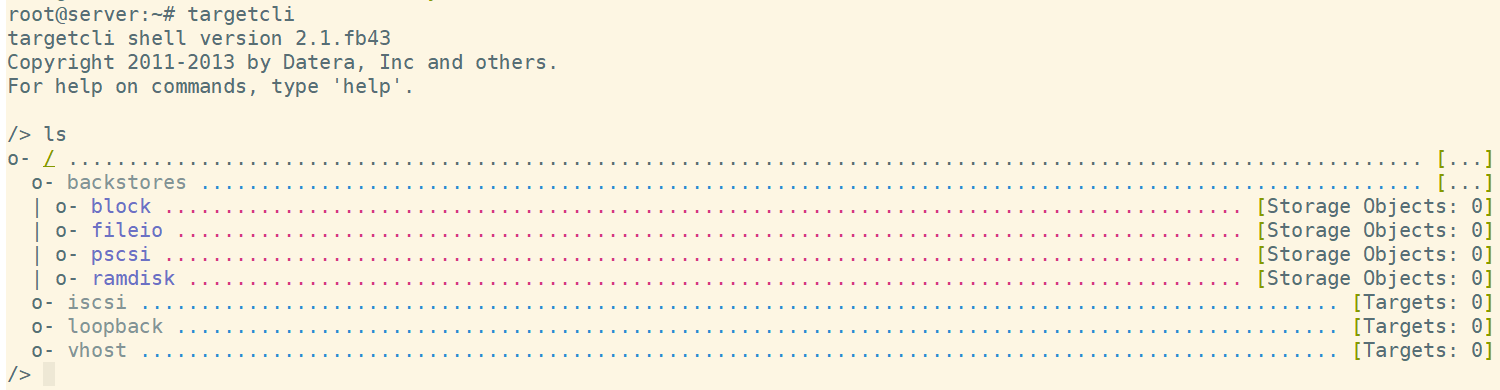 root@server:~# targetcli
targetcli shell version 2.1.fb43
Copyright 2011-2013 by Datera, Inc and others.
For help on commands, type 'help'.
/> ls
o- / ................................................................................................................. [...]
  o- backstores ...................................................................................................... [...]
  | o- block .......................................................................................... [Storage Objects: 0]
  | o- fileio ......................................................................................... [Storage Objects: 0]
  | o- pscsi .......................................................................................... [Storage Objects: 0]
  | o- ramdisk ........................................................................................ [Storage Objects: 0]
  o- iscsi .................................................................................................... [Targets: 0]
  o- loopback ................................................................................................. [Targets: 0]
  o- vhost .................................................................................................... [Targets: 0]
/>